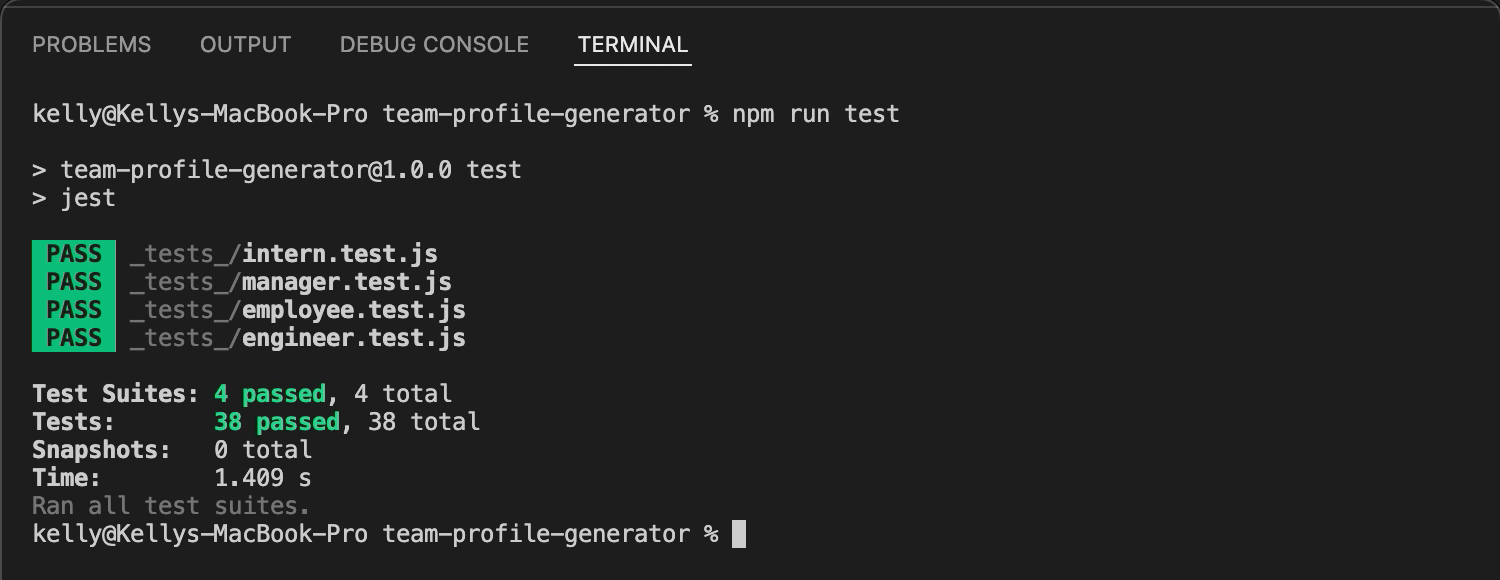 PROBLEMS OUTPUT DEBUG CONSOLE TERMINAL
kelly@Kellys-MacBook-Pro team-profile-generator % npm run test
> team-profile-generator@1.0.0 test
> jest
PASS _tests_/intern.test.js
PASS _tests_/manager.test.js
PASS _tests_/employee.test.js
PASS _tests_/engineer.test.js
Test Suites: 4 passed, 4 total
Tests: 38 passed, 38 total
Snapshots: 0 total
Time: 1.409 s
Ran all test suites.
kelly@Kellys-MacBook-Pro team-profile-generator %